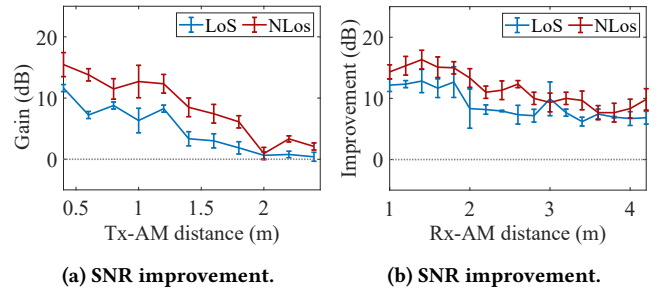 LoS NLos
20
10
0
Gain (dB)
0.5 1 1.5 2
Tx-AM distance (m)
(a) SNR improvement.
LoS NLos
20
10
0
Improvement (dB)
1 2 3 4
Rx-AM distance (m)
(b) SNR improvement.